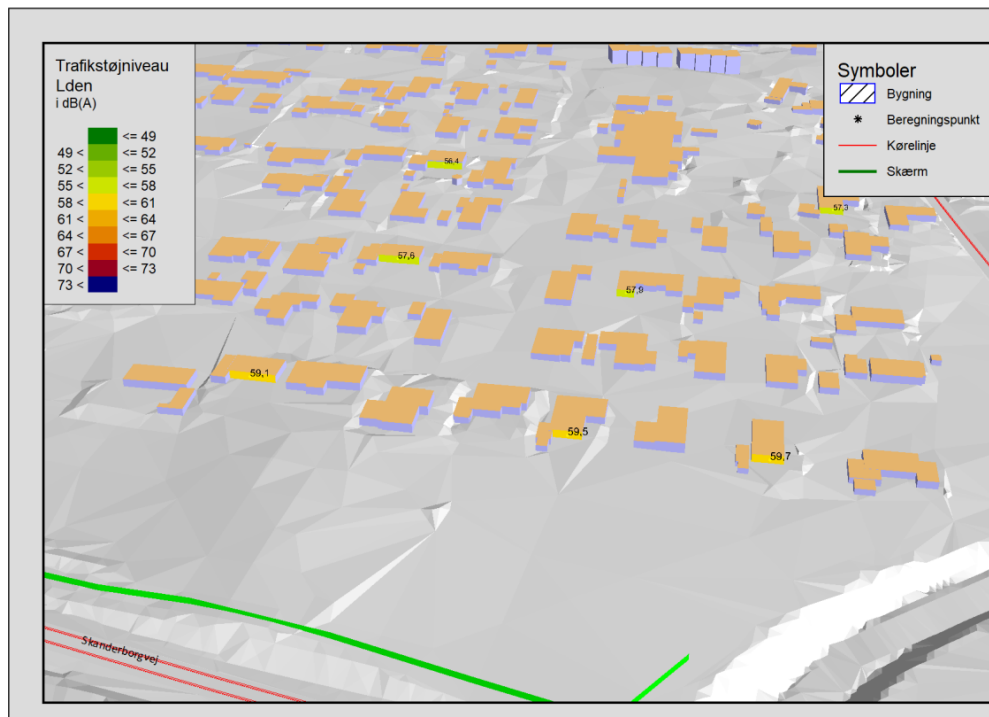 Trafikstøjniveau
Lden
i dB(A)
<= 49
49 < <= 52
52 < <= 55
55 < <= 58
58 < <= 61
61 < <= 64
64 < <= 67
67 < <= 70
70 < <= 73
73 <
Symboler
Bygning
Beregningspunkt
Kørelinje
Skærm
56,4
57,3
57,6
57,9
59,1
59,5
59,7
Skanderborgvej